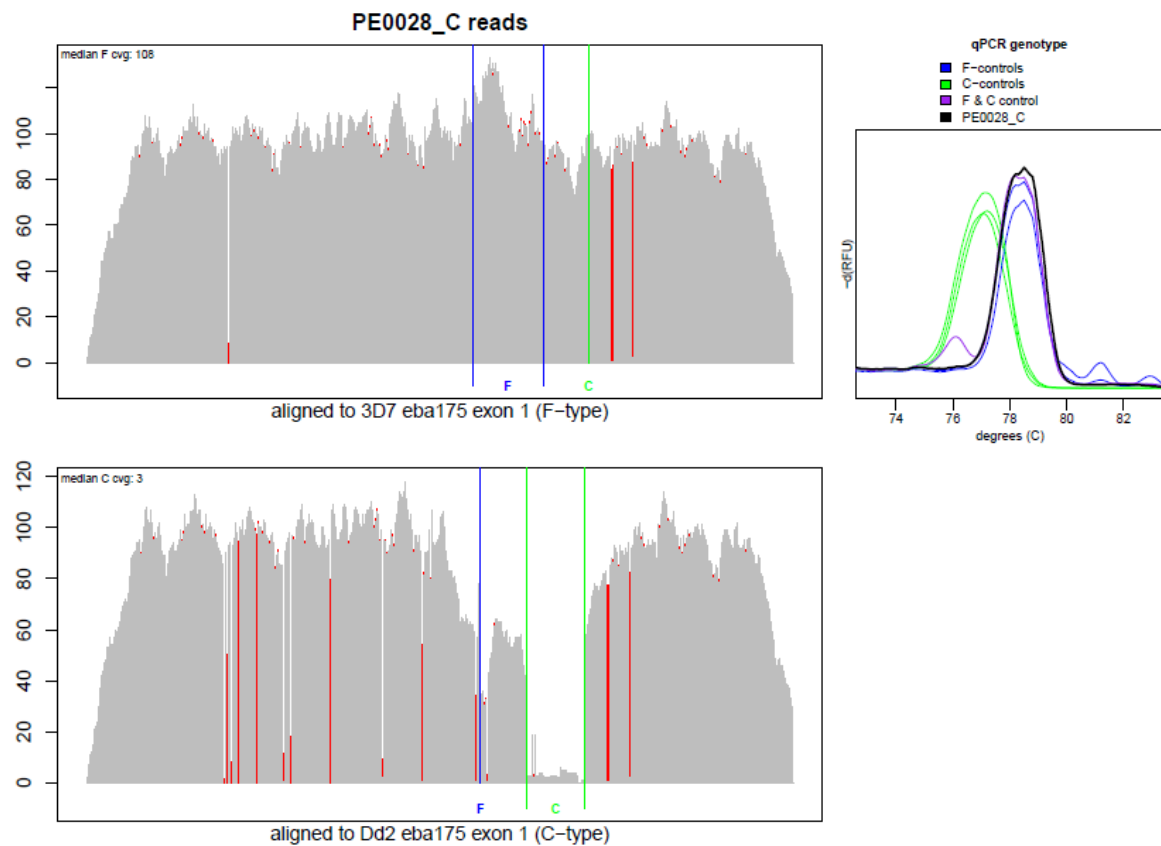 PE0028_C reads
median F cvg: 108
0 20 40 60 80 100
F C
aligned to 3D7 eba175 exon 1 (F-type)
qPCR genotype
F-controls
C-controls
F & C control
PE0028_C
-d(RFU)
74 76 78 80 82
degrees (C)
median C cvg: 3
0 20 40 60 80 100 120
F C
aligned to Dd2 eba175 exon 1 (C-type)